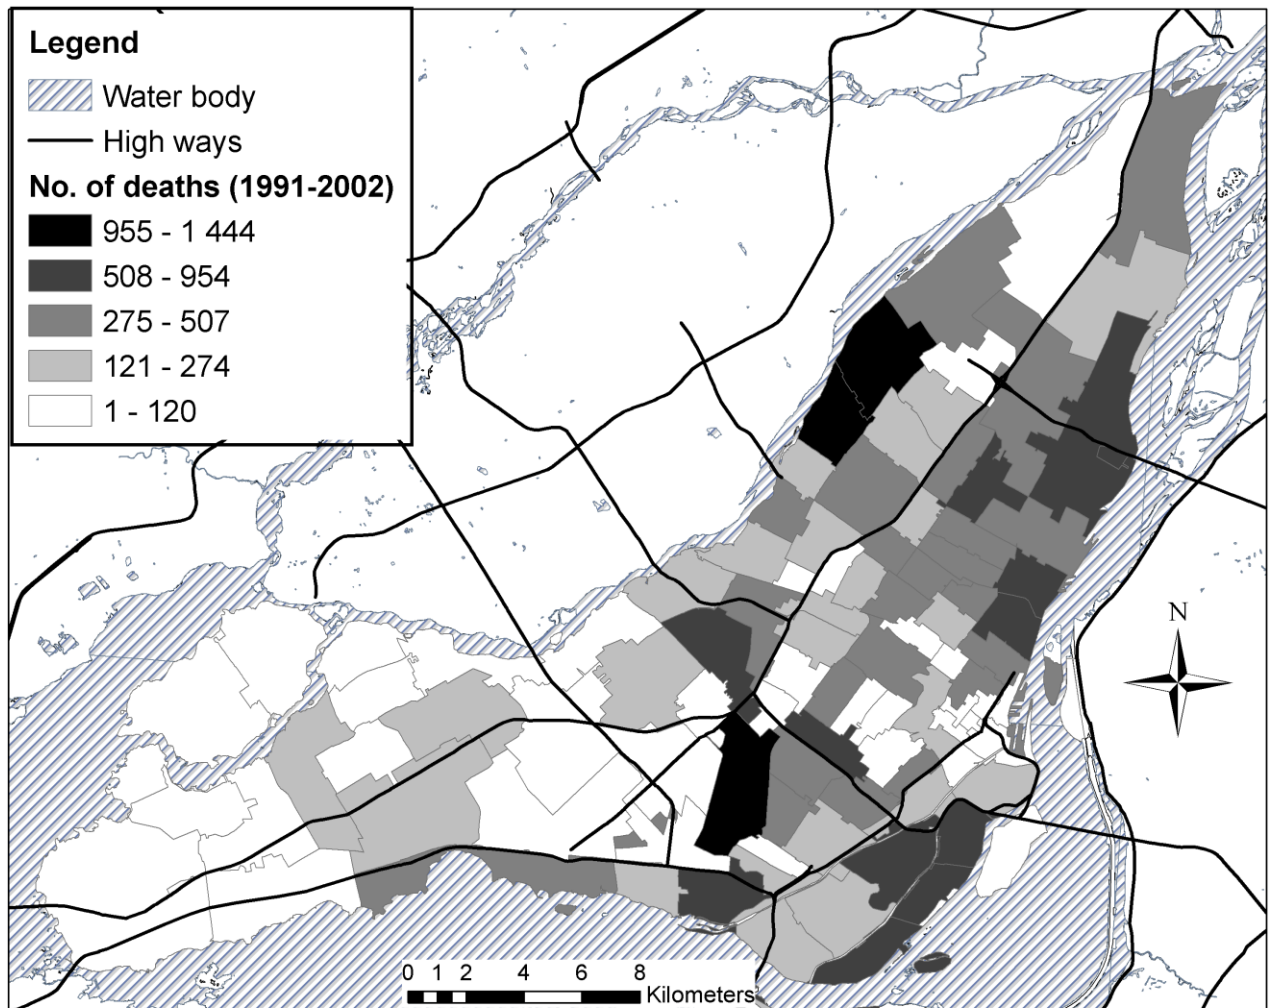 Legend
Water body
High ways
No. of deaths (1991-2002)
955 - 1 444
508 - 954
275 - 507
121 - 274
1 - 120
N
0 1 2 4 6 8
Kilometers